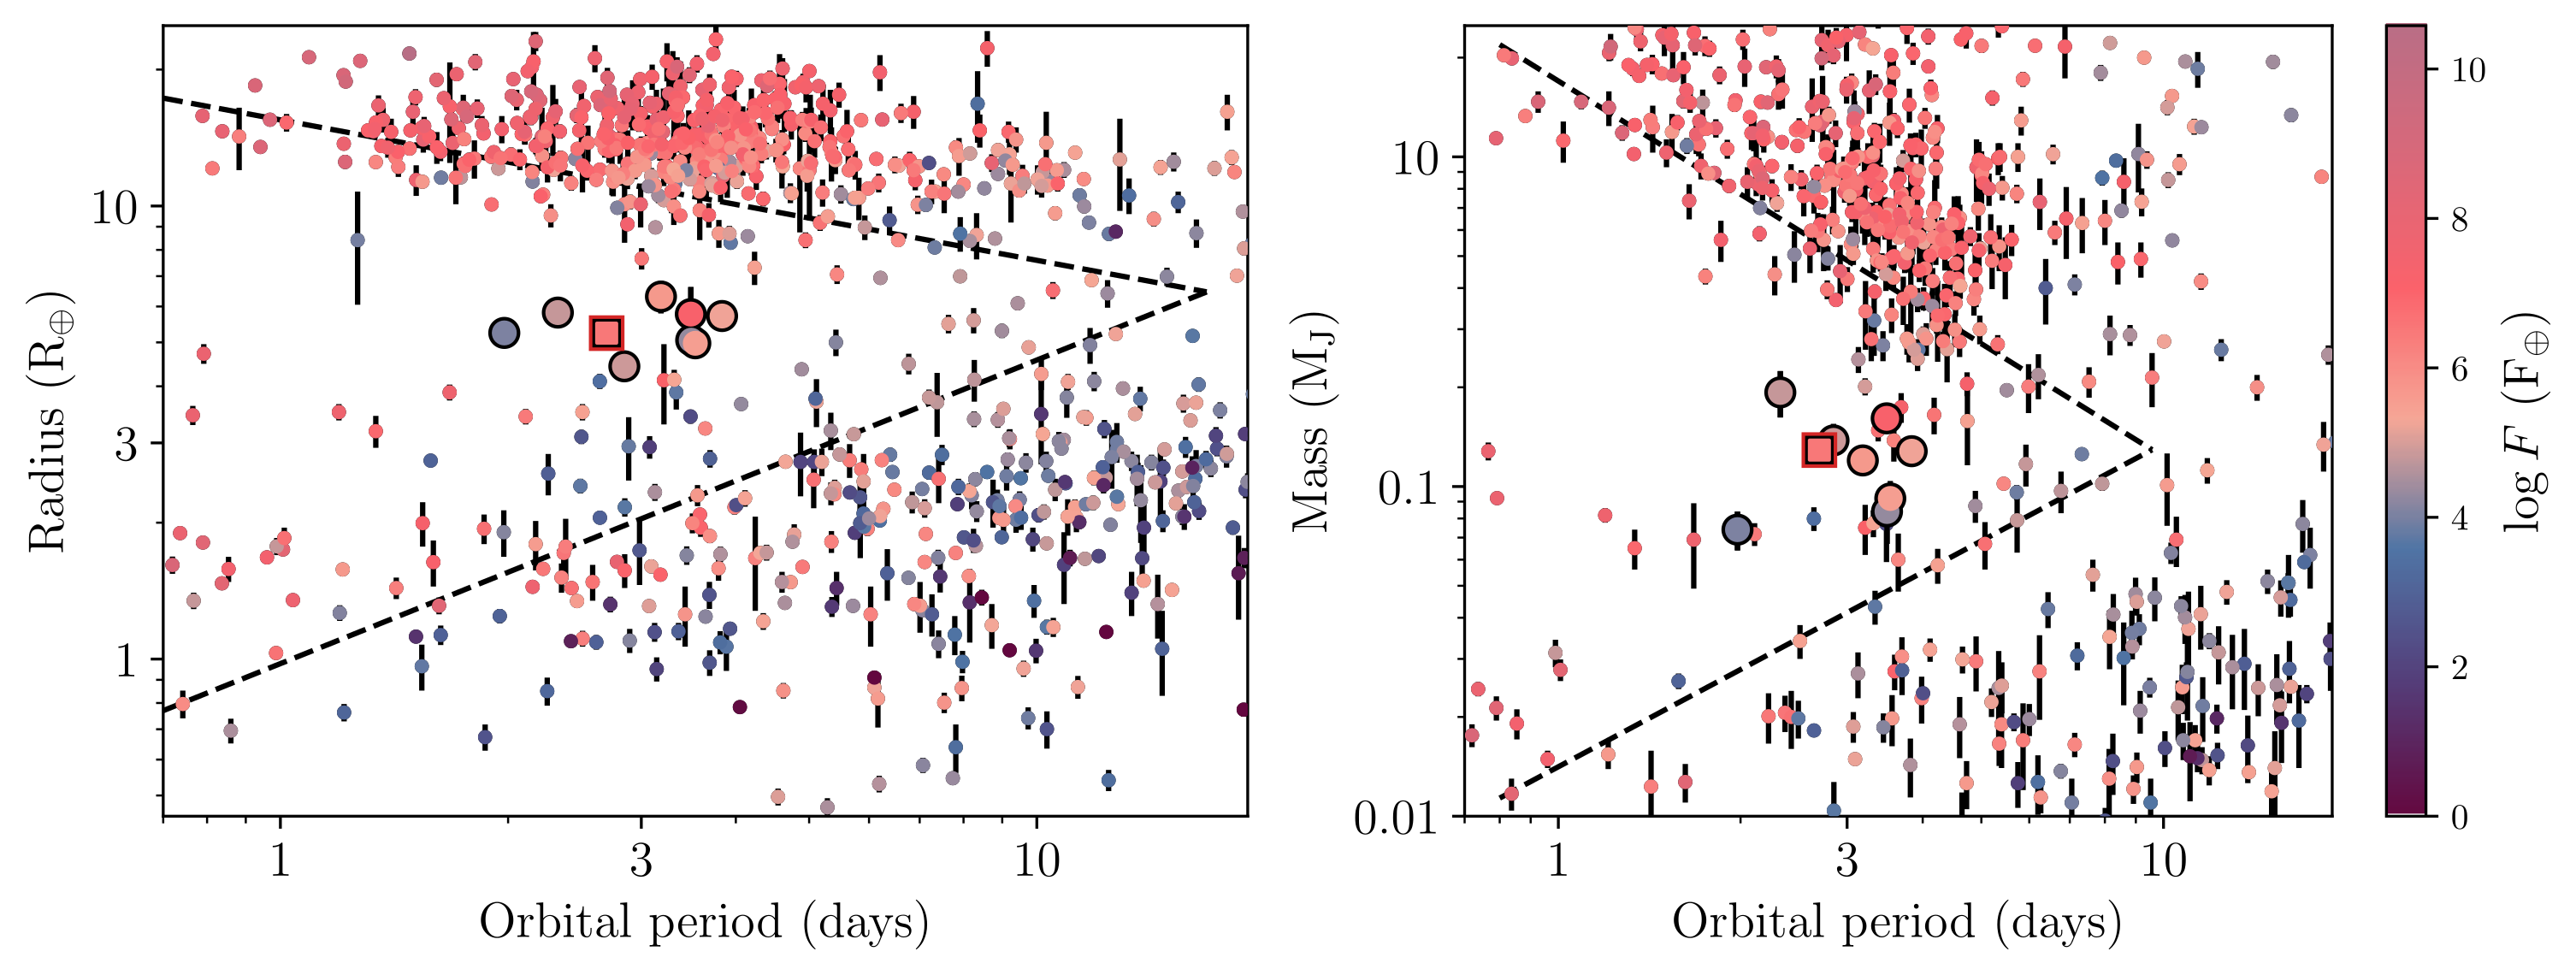 10
3
1
Radius (R⊕)
1 3 10
Orbital period (days)
10
0.1
0.01
Mass (M_J)
1 3 10
Orbital period (days)
10
8
6
4
2
0
log F (F⊕)